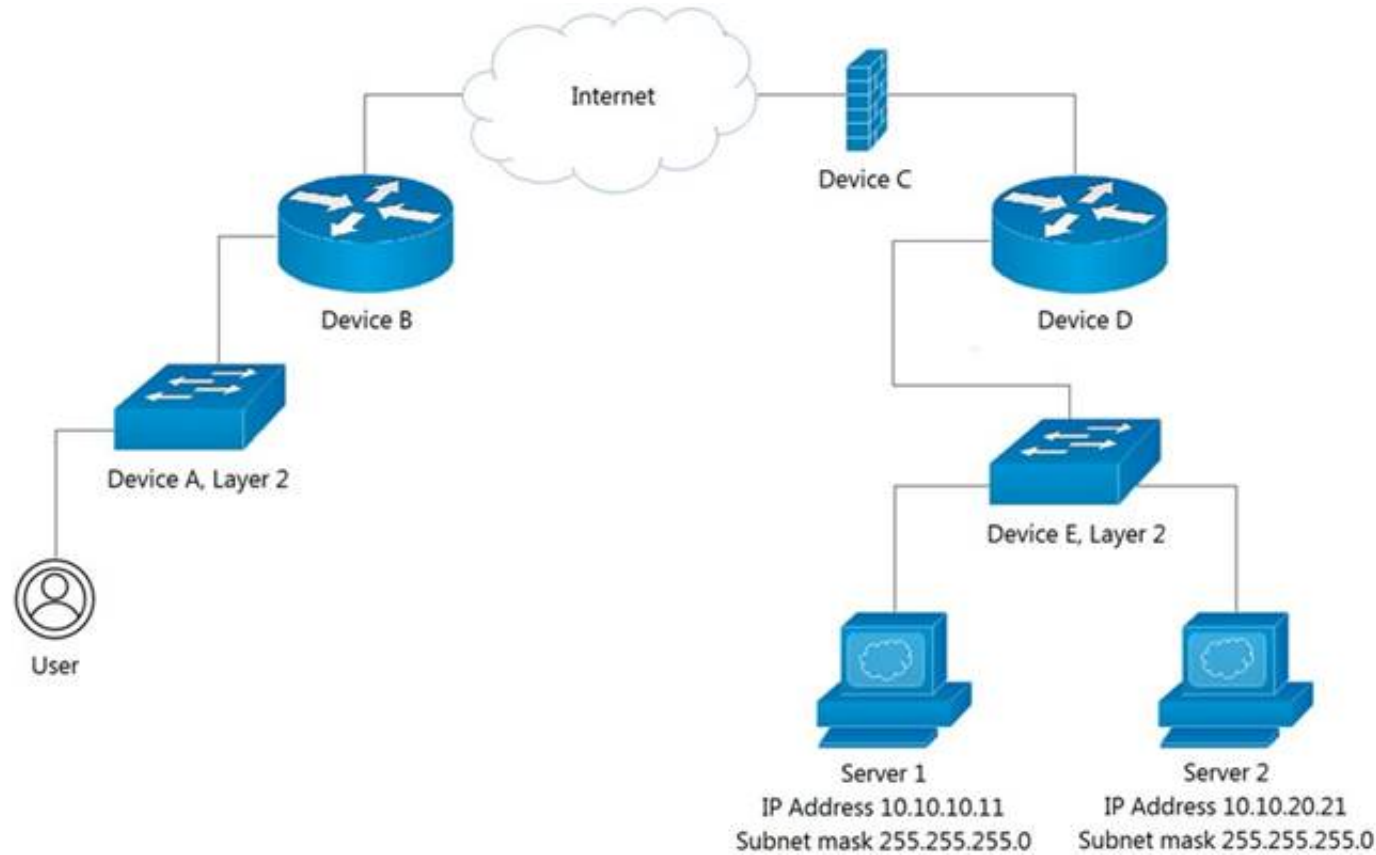 Internet
Device C
Device B
Device D
Device A, Layer 2
Device E, Layer 2
User
Server 1
IP Address 10.10.10.11
Subnet mask 255.255.255.0
Server 2
IP Address 10.10.20.21
Subnet mask 255.255.255.0